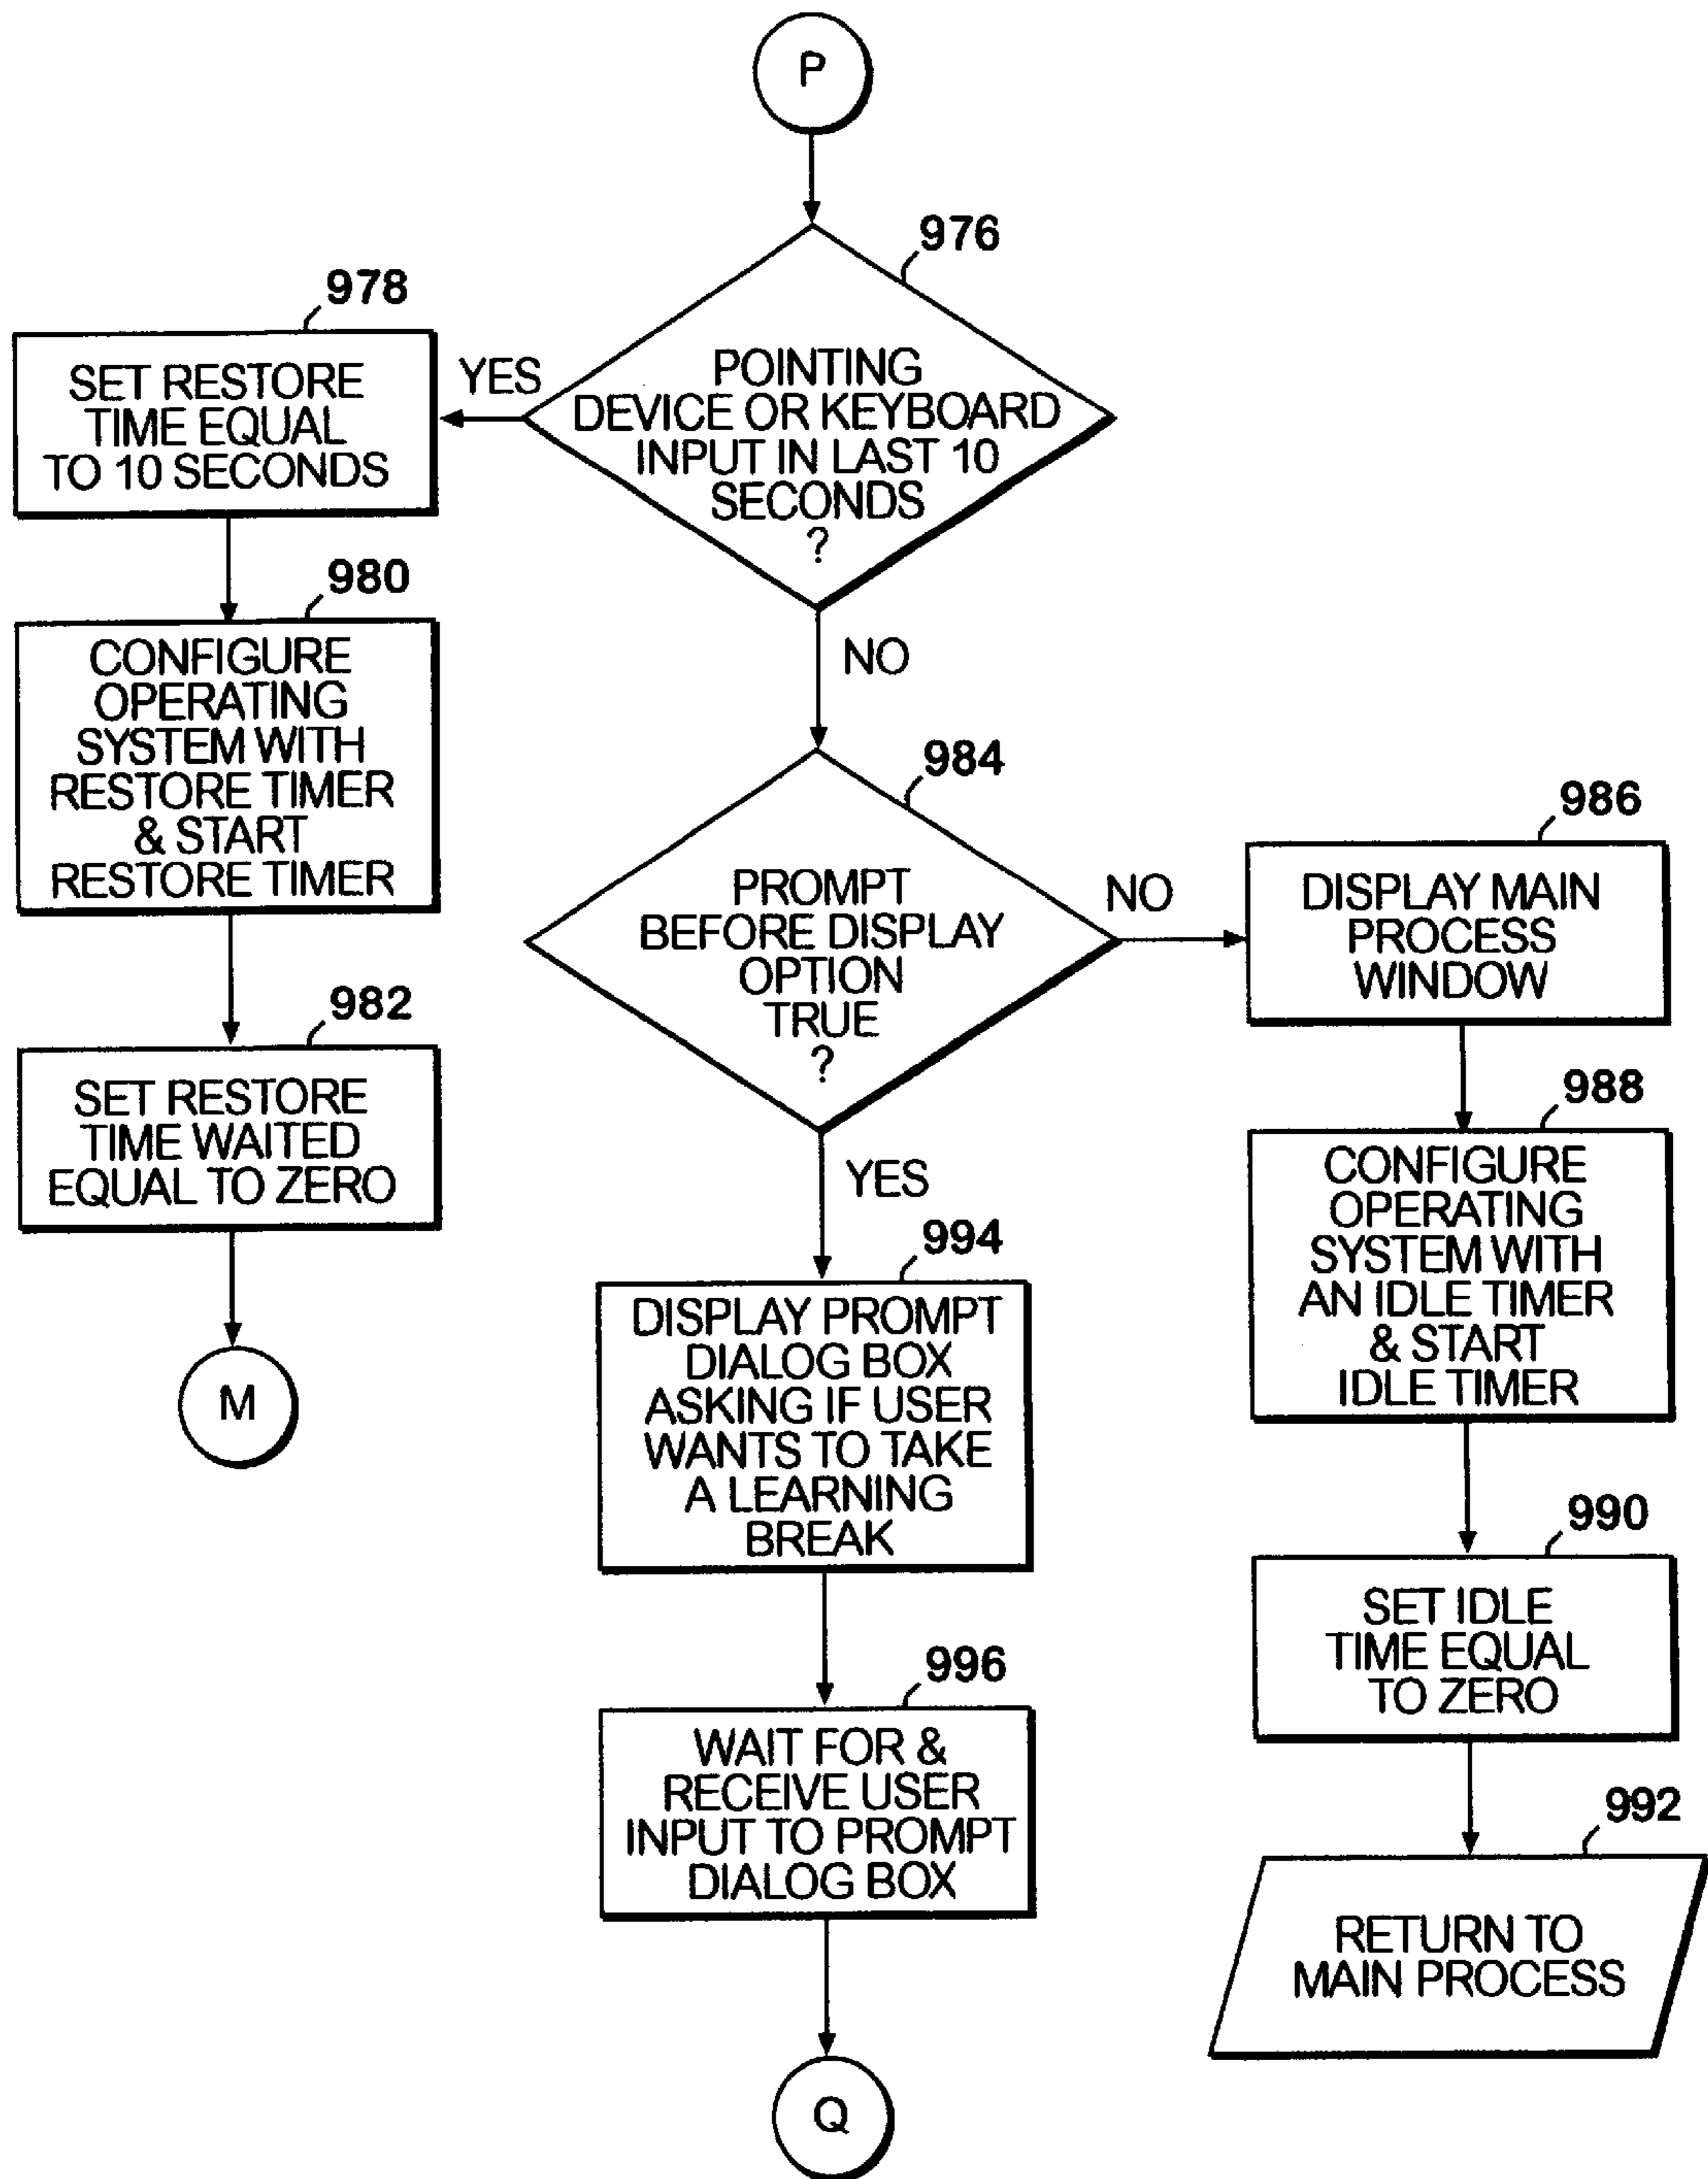 P
976
POINTING
DEVICE OR KEYBOARD
INPUT IN LAST 10
SECONDS
?
YES
NO
978
SET RESTORE
TIME EQUAL
TO 10 SECONDS
980
CONFIGURE
OPERATING
SYSTEM WITH
RESTORE TIMER
& START
RESTORE TIMER
982
SET RESTORE
TIME WAITED
EQUAL TO ZERO
M
984
PROMPT
BEFORE DISPLAY
OPTION
TRUE
?
NO
YES
986
DISPLAY MAIN
PROCESS
WINDOW
988
CONFIGURE
OPERATING
SYSTEM WITH
AN IDLE TIMER
& START
IDLE TIMER
990
SET IDLE
TIME EQUAL
TO ZERO
992
RETURN TO
MAIN PROCESS
994
DISPLAY PROMPT
DIALOG BOX
ASKING IF USER
WANTS TO TAKE
A LEARNING
BREAK
996
WAIT FOR &
RECEIVE USER
INPUT TO PROMPT
DIALOG BOX
Q